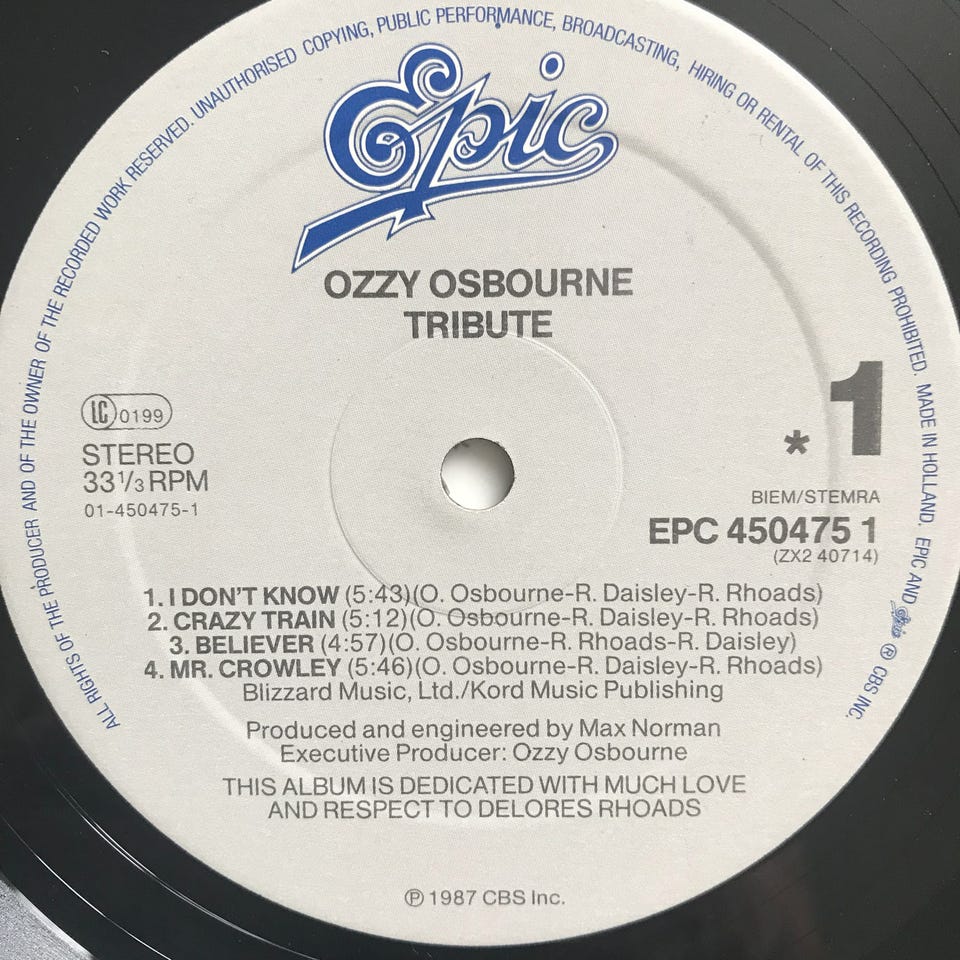 ALL RIGHTS OF THE PRODUCER AND OF THE OWNER OF THE RECORDED WORK RESERVED. UNAUTHORISED COPYING, PUBLIC PERFORMANCE, BROADCASTING, HIRING OR RENTAL OF THIS RECORDING PROHIBITED. MADE IN HOLLAND. EPIC AND Epic ® CBS INC.
Epic
OZZY OSBOURNE
TRIBUTE
LC 0199
STEREO
33 1/3 RPM
01-450475-1
1
*
BIEM/STEMRA
EPC 450475 1
(ZX2 40714)
1. I DON'T KNOW (5:43)(O. Osbourne-R. Daisley-R. Rhoads)
2. CRAZY TRAIN (5:12)(O. Osbourne-R. Daisley-R. Rhoads)
3. BELIEVER (4:57)(O. Osbourne-R. Rhoads-R. Daisley)
4. MR. CROWLEY (5:46)(O. Osbourne-R. Daisley-R. Rhoads)
Blizzard Music, Ltd./Kord Music Publishing
Produced and engineered by Max Norman
Executive Producer: Ozzy Osbourne
THIS ALBUM IS DEDICATED WITH MUCH LOVE
AND RESPECT TO DELORES RHOADS
℗ 1987 CBS Inc.